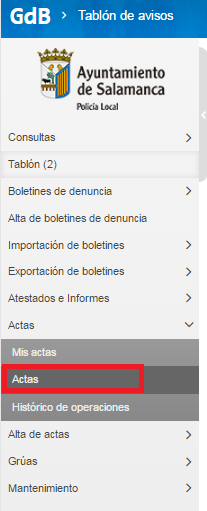 GdB > Tablón de avisos
Ayuntamiento
de Salamanca
Policía Local
Consultas
Tablón (2)
Boletines de denuncia
Alta de boletines de denuncia
Importación de boletines
Exportación de boletines
Atestados e Informes
Actas
Mis actas
Actas
Histórico de operaciones
Alta de actas
Grúas
Mantenimiento